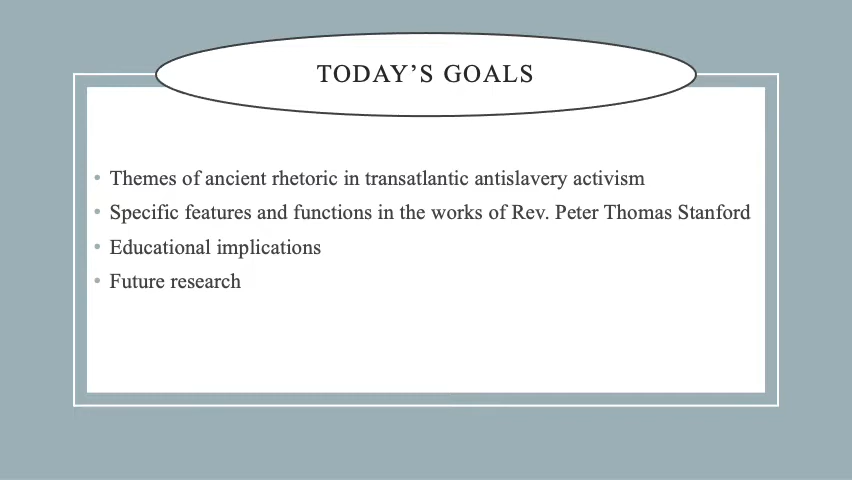 TODAY’S GOALS
• Themes of ancient rhetoric in transatlantic antislavery activism
• Specific features and functions in the works of Rev. Peter Thomas Stanford
• Educational implications
• Future research